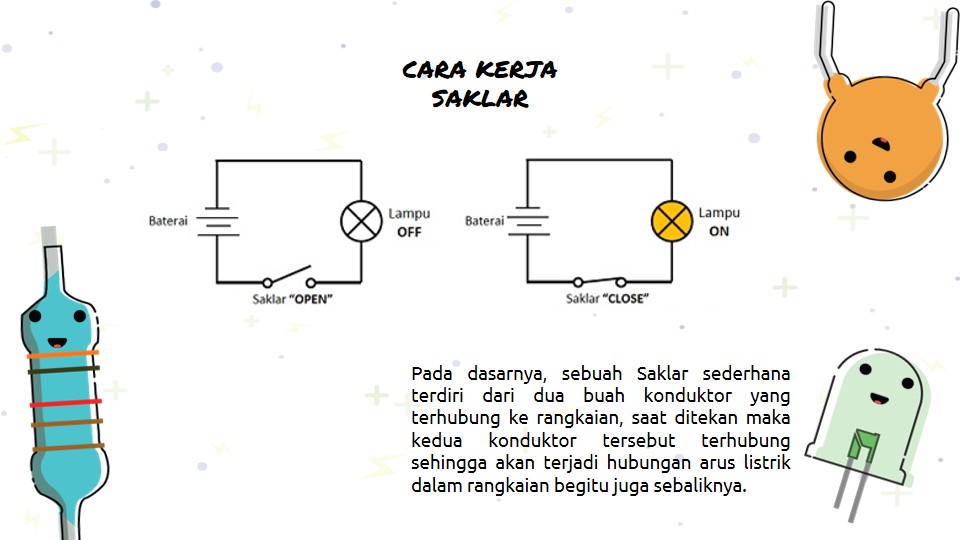 CARA KERJA
SAKLAR
Baterai
Lampu
OFF
Saklar “OPEN”
Baterai
Lampu
ON
Saklar “CLOSE”
Pada dasarnya, sebuah Saklar sederhana
terdiri dari dua buah konduktor yang
terhubung ke rangkaian, saat ditekan maka
kedua konduktor tersebut terhubung
sehingga akan terjadi hubungan arus listrik
dalam rangkaian begitu juga sebaliknya.